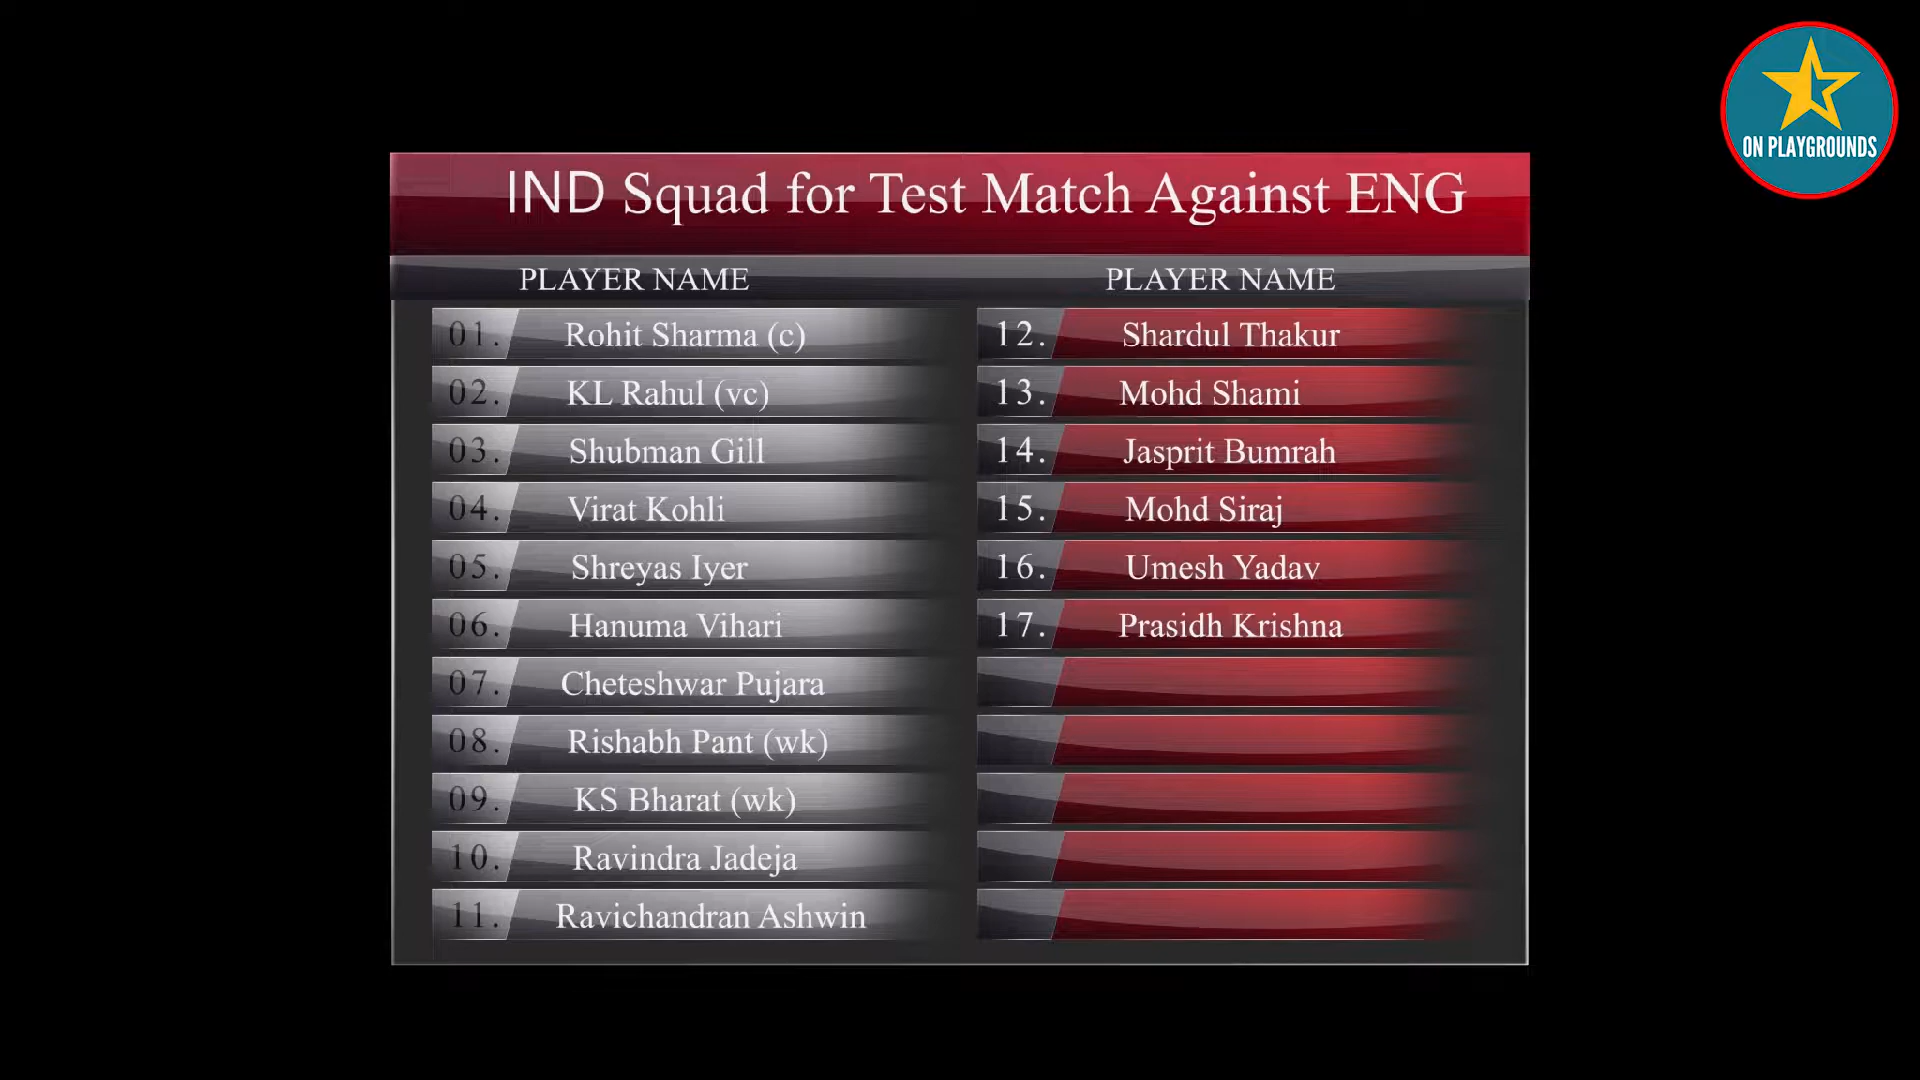 ON PLAYGROUNDS
IND Squad for Test Match Against ENG
PLAYER NAME
01. Rohit Sharma (c)
02. KL Rahul (vc)
03. Shubman Gill
04. Virat Kohli
05. Shreyas Iyer
06. Hanuma Vihari
07. Cheteshwar Pujara
08. Rishabh Pant (wk)
09. KS Bharat (wk)
10. Ravindra Jadeja
11. Ravichandran Ashwin
PLAYER NAME
12. Shardul Thakur
13. Mohd Shami
14. Jasprit Bumrah
15. Mohd Siraj
16. Umesh Yadav
17. Prasidh Krishna